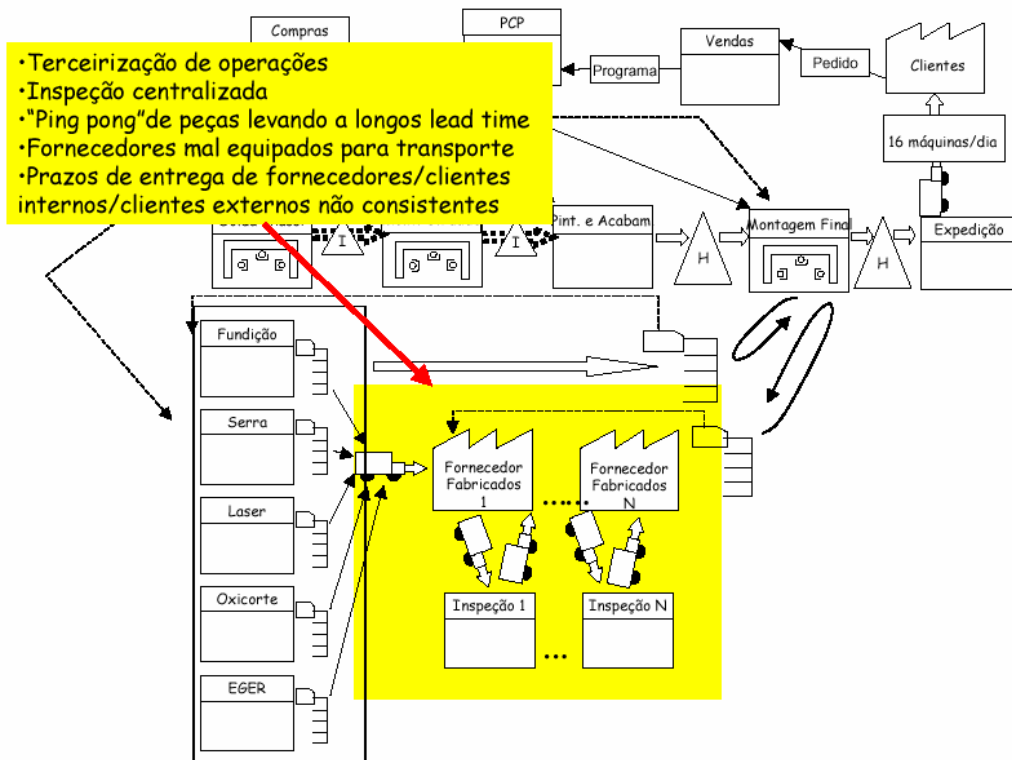 Compras
PCP
Vendas
Clientes
Programa
Pedido
•Terceirização de operações
•Inspeção centralizada
•"Ping pong"de peças levando a longos lead time
•Fornecedores mal equipados para transporte
•Prazos de entrega de fornecedores/clientes
internos/clientes externos não consistentes
16 máquinas/dia
I
I
Pint. e Acabam
H
Montagem Final
H
Expedição
Fundição
Serra
Laser
Oxicorte
EGER
Fornecedor
Fabricados
1
......
Fornecedor
Fabricados
N
Inspeção 1
...
Inspeção N